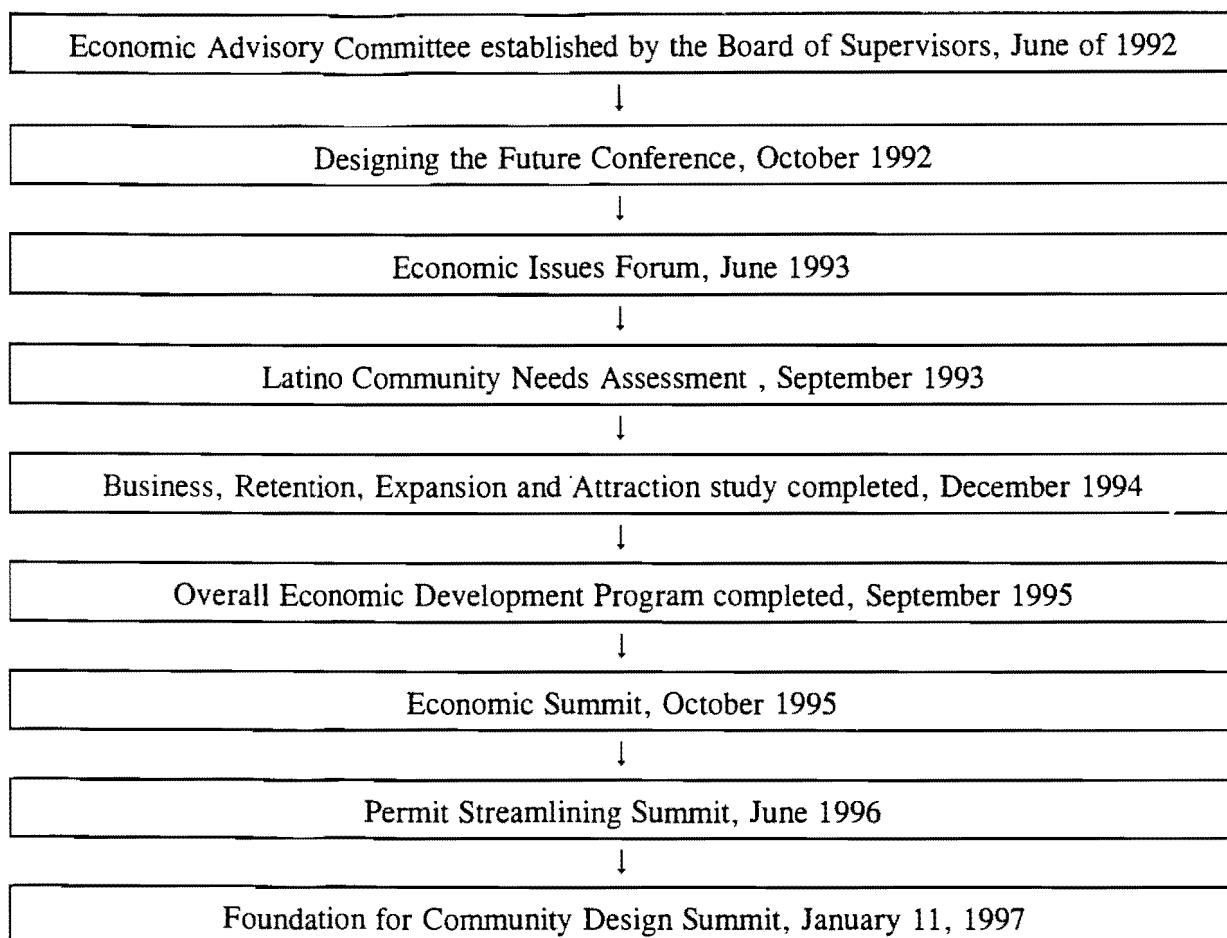 Economic Advisory Committee established by the Board of Supervisors, June of 1992
↓
Designing the Future Conference, October 1992
↓
Economic Issues Forum, June 1993
↓
Latino Community Needs Assessment , September 1993
↓
Business, Retention, Expansion and Attraction study completed, December 1994
↓
Overall Economic Development Program completed, September 1995
↓
Economic Summit, October 1995
↓
Permit Streamlining Summit, June 1996
↓
Foundation for Community Design Summit, January 11, 1997